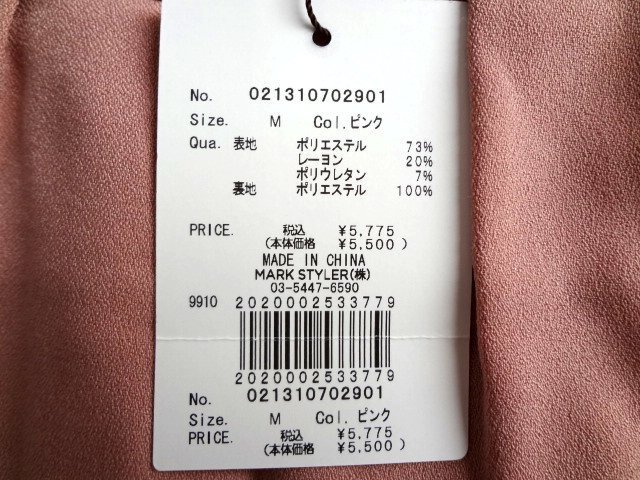 No. 021310702901
Size. M Col.ピンク
Qua. 表地 ポリエステル 73%
レーヨン 20%
ポリウレタン 7%
裏地 ポリエステル 100%
PRICE. 税込 ¥5,775
(本体価格 ¥5,500)
MADE IN CHINA
MARK STYLER(株)
03-5447-6590
9910 2020002533779
2020002533779
No. 021310702901
Size. M Col.ピンク
PRICE. 税込 ¥5,775
(本体価格 ¥5,500)